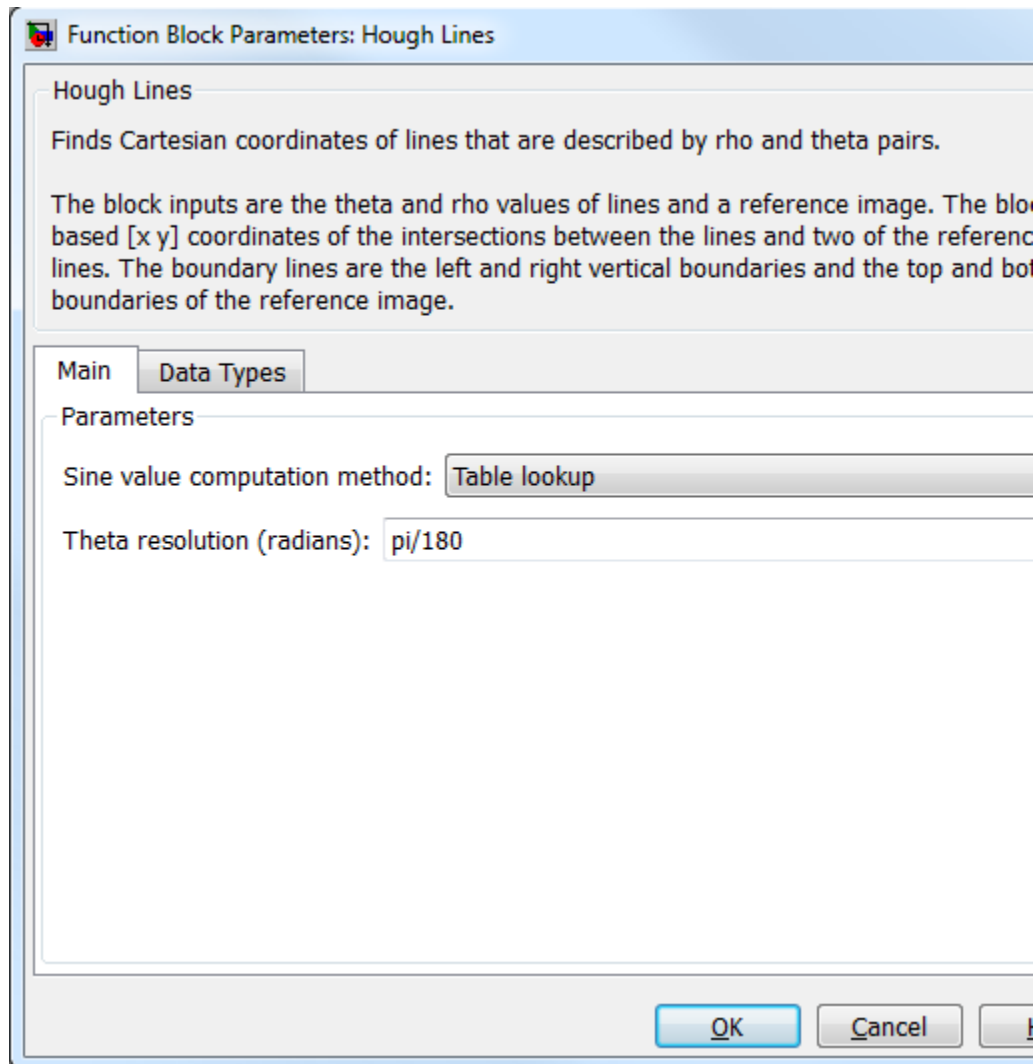 Function Block Parameters: Hough Lines
Hough Lines
Finds Cartesian coordinates of lines that are described by rho and theta pairs.
The block inputs are the theta and rho values of lines and a reference image. The
based [x y] coordinates of the intersections between the lines and two of the
lines. The boundary lines are the left and right vertical boundaries and the top and
boundaries of the reference image.
Main
Data Types
Parameters
Sine value computation method:
Table lookup
Theta resolution (radians):
pi/180
OK
Cancel